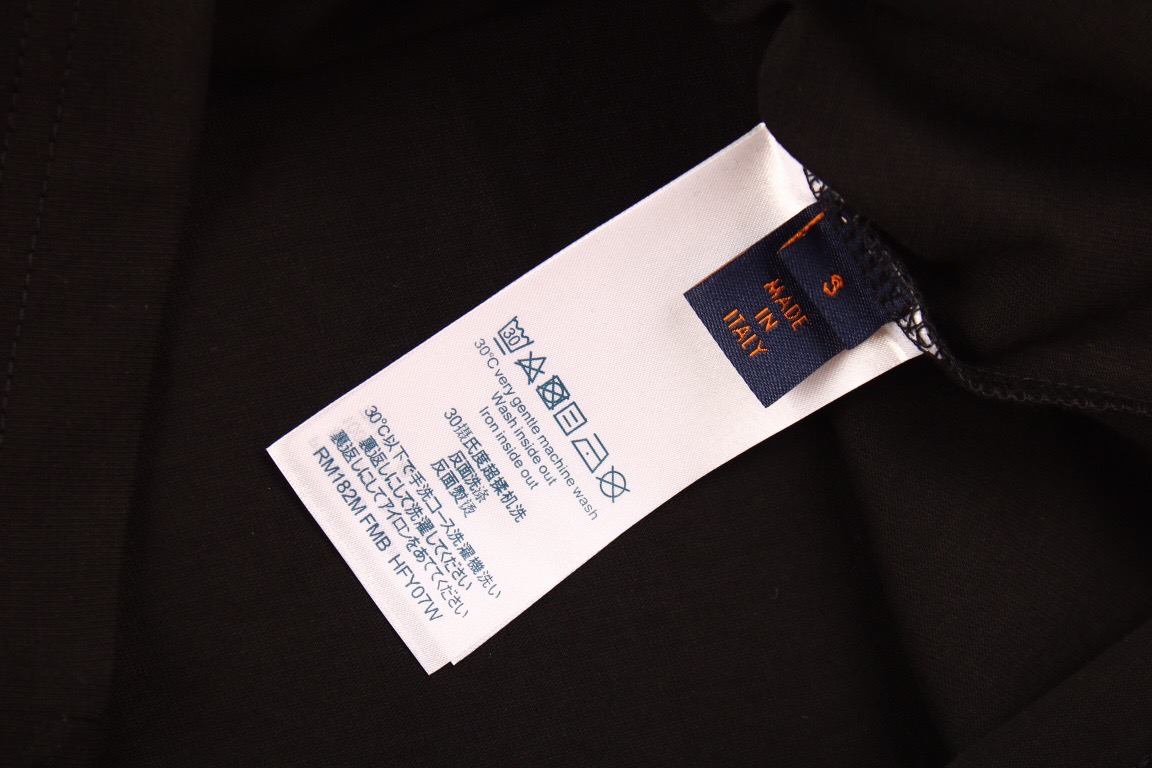 S
MADE
IN
ITALY
30
30°C very gentle machine wash
Wash inside out
Iron inside out
30摄氏度超揉机洗
反面洗涤
反面熨烫
30°C以下で手洗コース洗濯機洗い
裏返しにして洗濯してください
裏返しにしてアイロンをあててください
RM182M FMB HFY07W